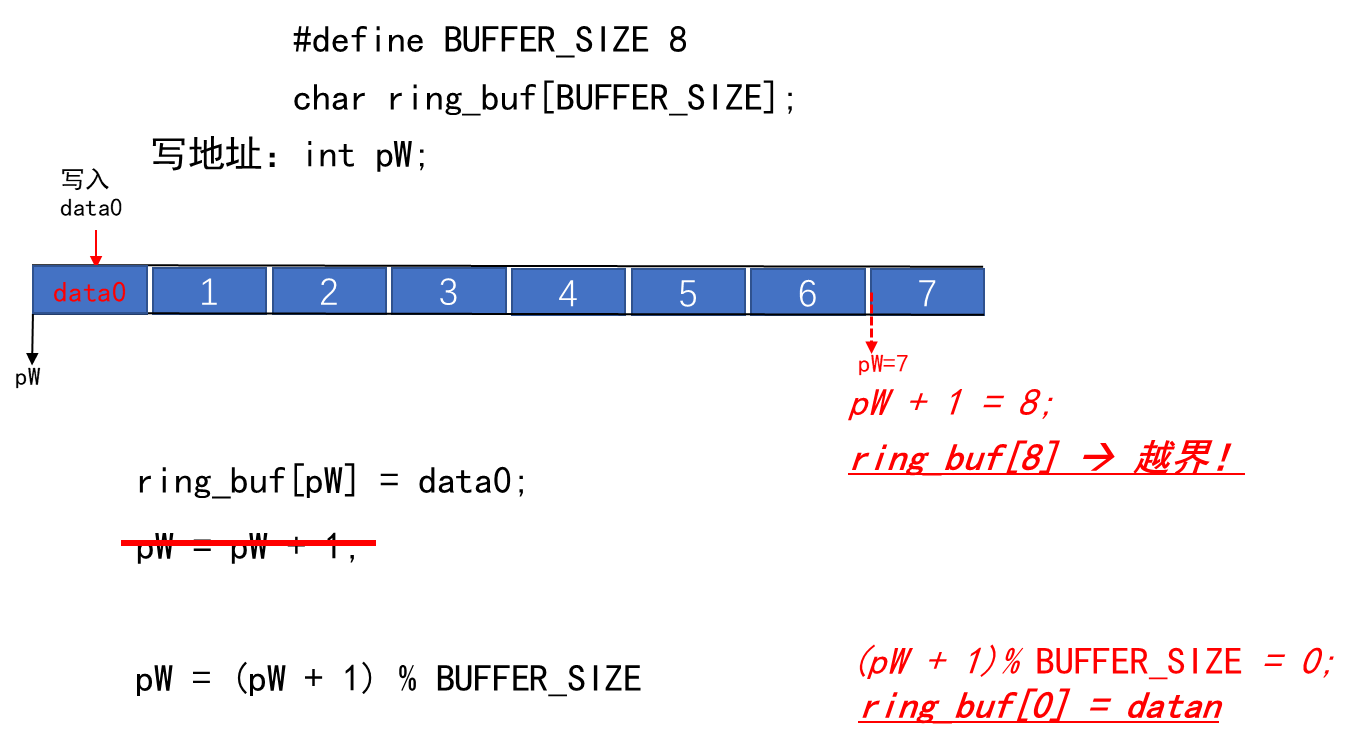 #define BUFFER_SIZE 8
char ring_buf[BUFFER_SIZE];
写地址：int pW;
写入
data0
data0 1 2 3 4 5 6 7
pW
pW=7
pW + 1 = 8;
ring_buf[8] → 越界！
ring_buf[pW] = data0;
pW = pW + 1;
pW = (pW + 1) % BUFFER_SIZE
(pW + 1)% BUFFER_SIZE = 0;
ring_buf[0] = datan